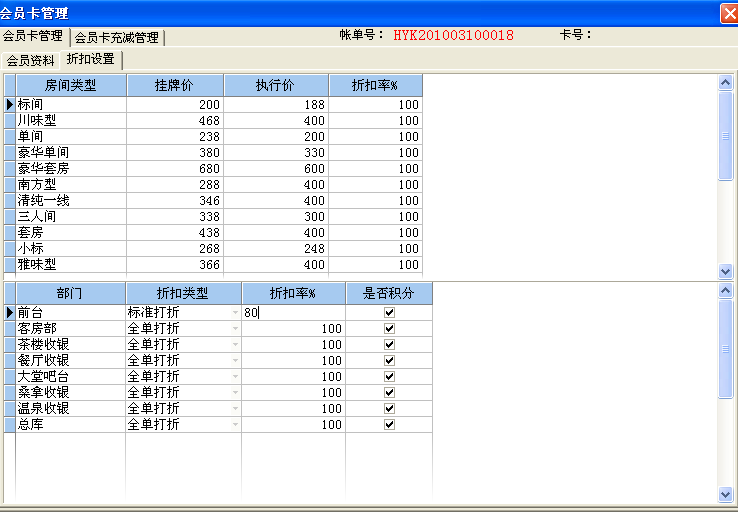 会员卡管理
会员卡管理 会员卡充减管理 帐单号： HYK201003100018 卡号：
会员资料 折扣设置
房间类型 挂牌价 执行价 折扣率%
标间 200 188 100
川味型 468 400 100
单间 238 200 100
豪华单间 380 330 100
豪华套房 680 600 100
南方型 288 400 100
清纯一线 346 400 100
三人间 338 300 100
套房 438 400 100
小标 268 248 100
雅味型 366 400 100
部门 折扣类型 折扣率% 是否积分
前台 标准打折 80
客房部 全单打折 100
茶楼收银 全单打折 100
餐厅收银 全单打折 100
大堂吧台 全单打折 100
桑拿收银 全单打折 100
温泉收银 全单打折 100
总库 全单打折 100